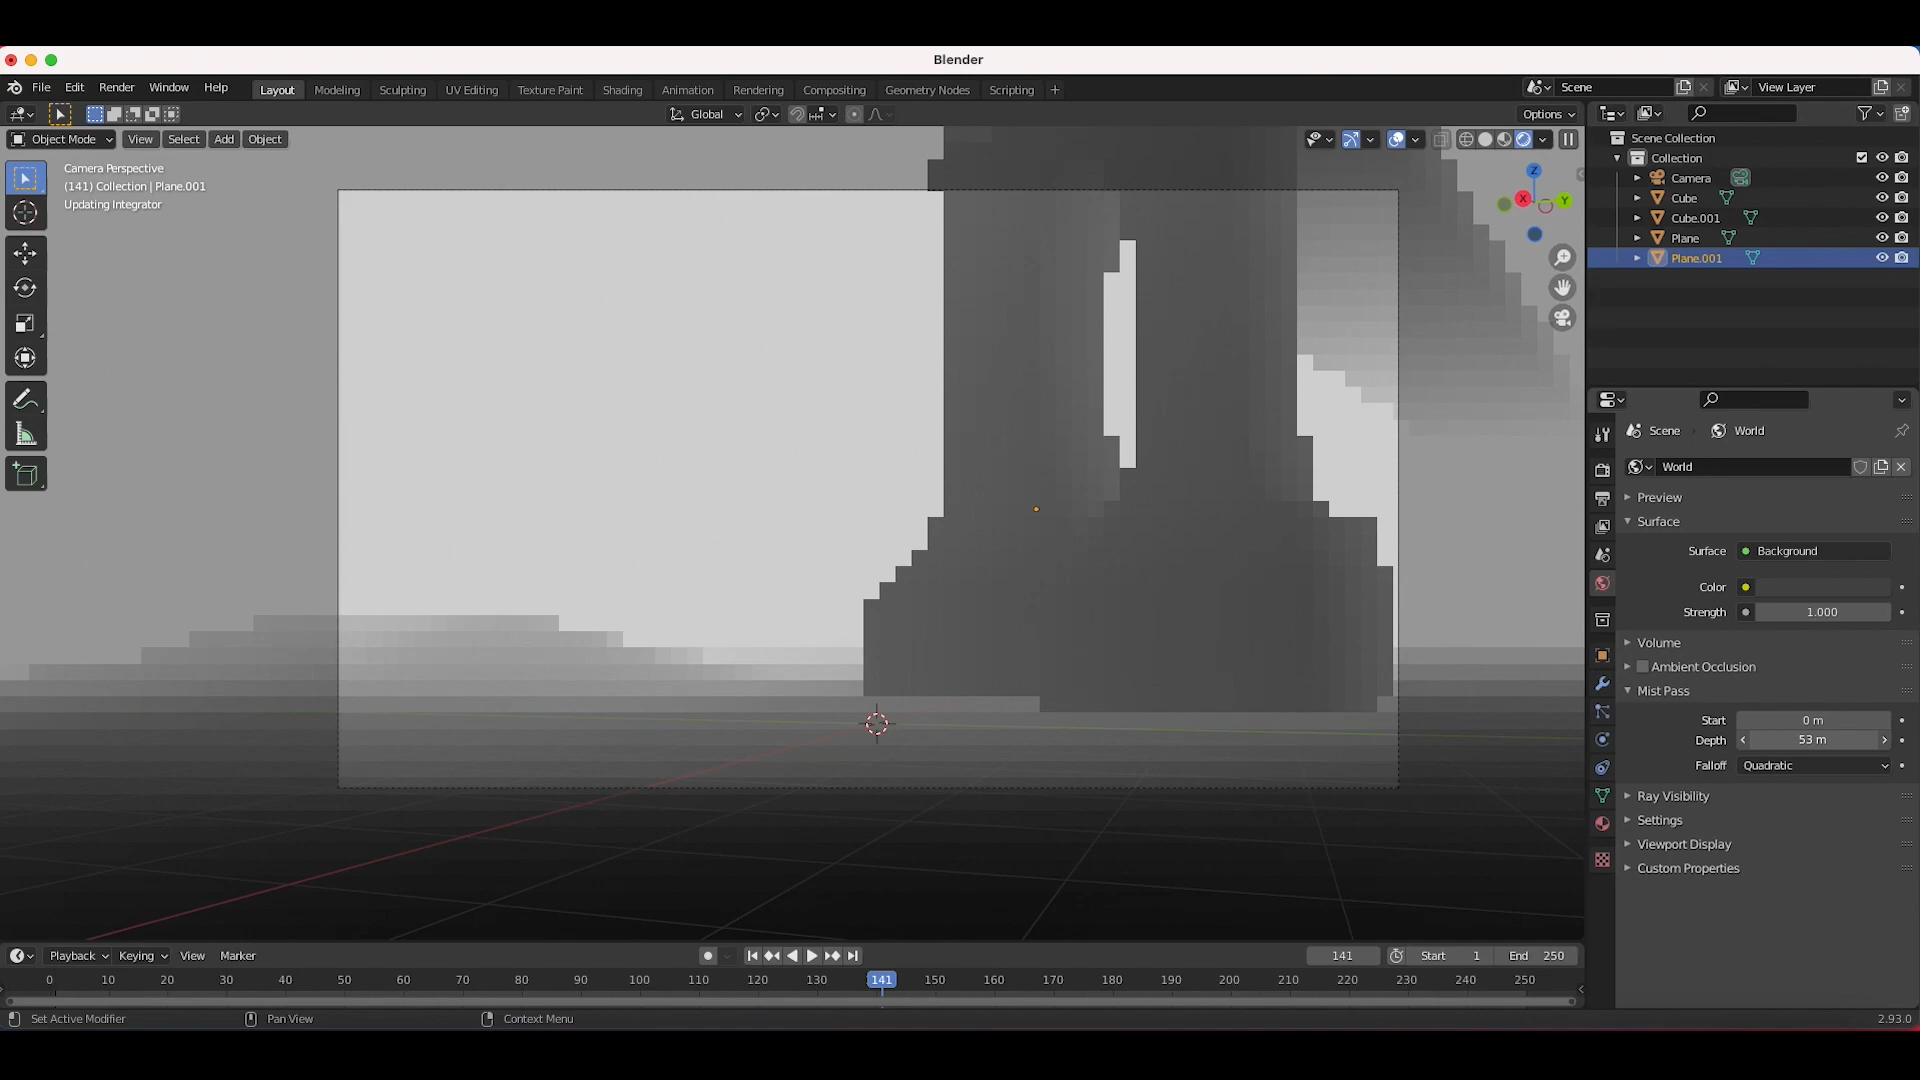 Blender
File Edit Render Window Help Layout Modeling Sculpting UV Editing Texture Paint Shading Animation Rendering Compositing Geometry Nodes Scripting + Scene View Layer
Global Options
Object Mode View Select Add Object
Camera Perspective
(141) Collection | Plane.001
Updating Integrator
Z
X Y
Scene Collection
Collection
Camera
Cube
Cube.001
Plane
Plane.001
Scene World
World
Preview
Surface
Surface Background
Color
Strength 1.000
Volume
Ambient Occlusion
Mist Pass
Start 0 m
Depth 53 m
Falloff Quadratic
Ray Visibility
Settings
Viewport Display
Custom Properties
Playback Keying View Marker 141 Start 1 End 250
0 10 20 30 40 50 60 70 80 90 100 110 120 130 141 150 160 170 180 190 200 210 220 230 240 250
Set Active Modifier Pan View Context Menu 2.93.0